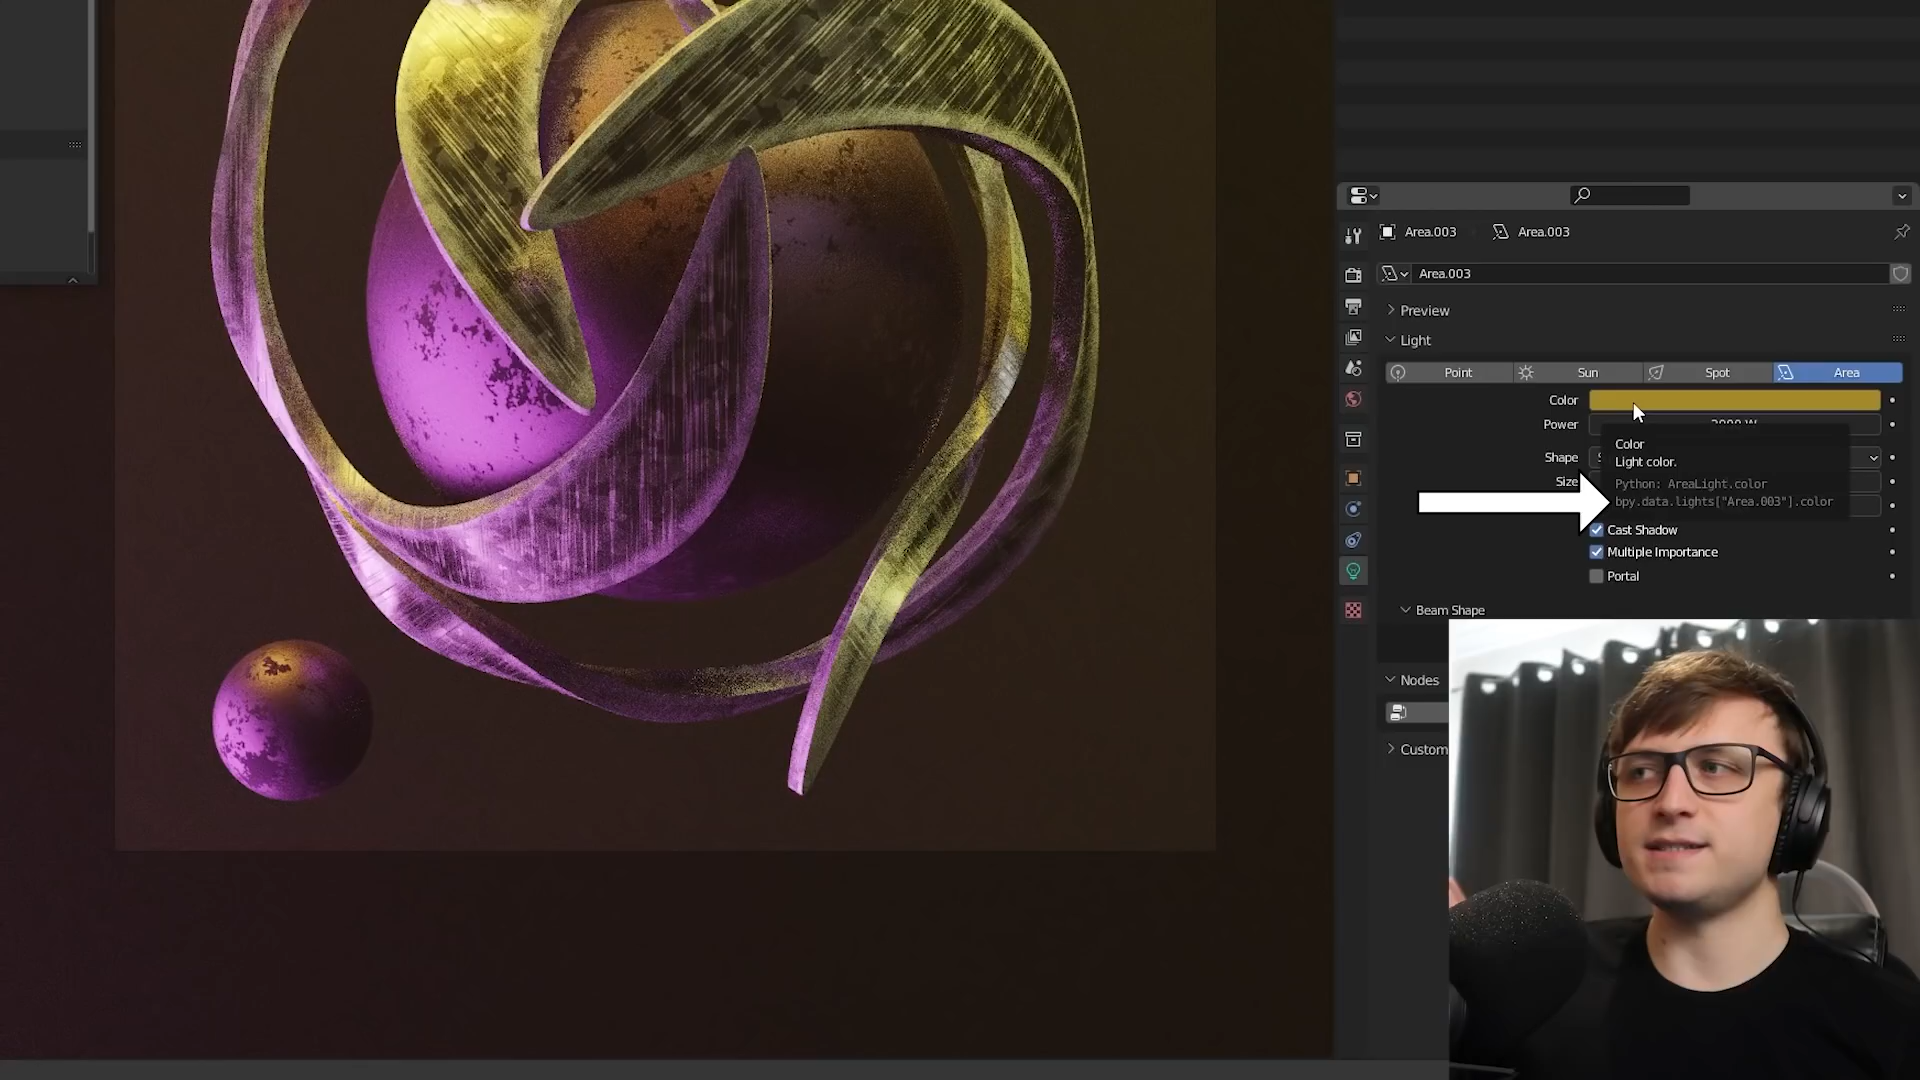 Area.003 Area.003
Area.003
Preview
Light
Point Sun Spot Area
Color
Power
Color
Light color.
Shape
Python: AreaLight.color
Size
bpy.data.lights["Area.003"].color
Cast Shadow
Multiple Importance
Portal
Beam Shape
Nodes
Custom